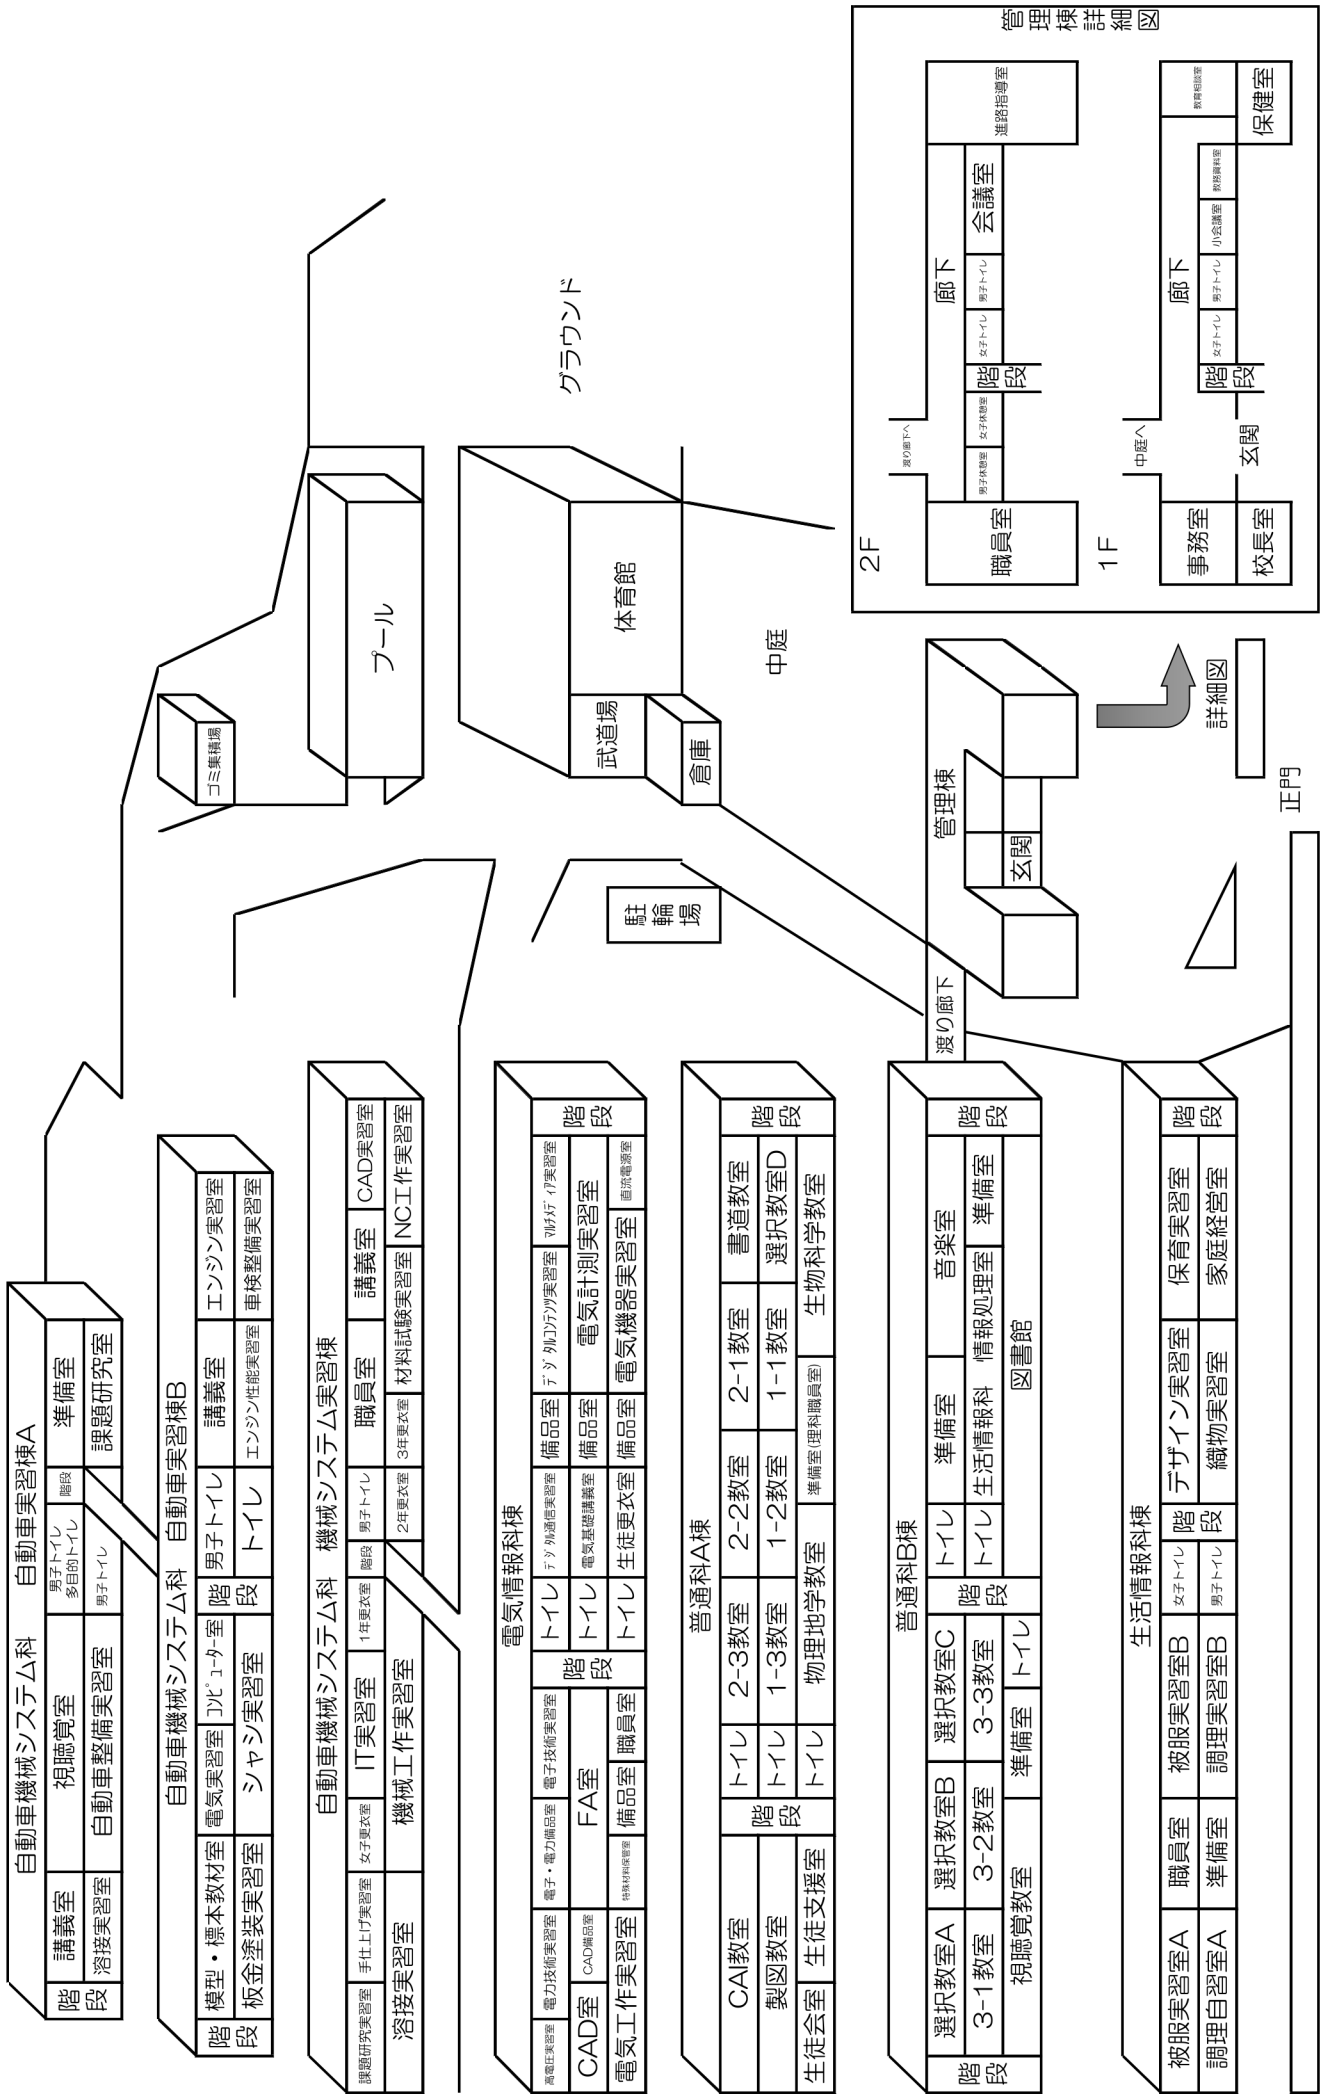 自動車機械システム科　自動車実習棟A
階段
講義室
視聴覚室
男子トイレ
多目的トイレ
階段
準備室
溶接実習室
自動車整備実習室
男子トイレ
課題研究室
自動車機械システム科　自動車実習棟B
階段
模型・標本教材室
電気実習室
コンピューター室
階段
男子トイレ
講義室
エンジン実習室
板金塗装実習室
シャシ実習室
トイレ
エンジン性能実習室
車検整備実習室
自動車機械システム科　機械システム実習棟
課題研究実習室
手仕上げ実習室
女子更衣室
IT実習室
1年更衣室
階段
男子トイレ
職員室
講義室
CAD実習室
溶接実習室
機械工作実習室
2年更衣室
3年更衣室
材料試験実習室
NC工作実習室
電気情報科棟
高電圧実習室
電力技術実習室
電子・電力備品室
電子技術実習室
階段
トイレ
デジタル通信実習室
備品室
デジタルコンテンツ実習室
マルチメディア実習室
階段
CAD室
CAD備品室
FA室
トイレ
電気基礎講義室
備品室
電気計測実習室
電気工作実習室
特殊材料保管室
備品室
職員室
トイレ
生徒更衣室
備品室
電気機器実習室
直流電源室
普通科A棟
CAI教室
階段
トイレ
2-3教室
2-2教室
2-1教室
書道教室
階段
製図教室
トイレ
1-3教室
1-2教室
1-1教室
選択教室D
生徒会室
生徒支援室
トイレ
物理地学教室
準備室(理科職員室)
生物科学教室
普通科B棟
階段
選択教室A
選択教室B
選択教室C
階段
トイレ
準備室
音楽室
階段
3-1教室
3-2教室
3-3教室
トイレ
生活情報科　情報処理室
準備室
視聴覚教室
準備室
トイレ
図書館
渡り廊下
生活情報科棟
被服実習室A
職員室
被服実習室B
女子トイレ
階段
デザイン実習室
保育実習室
階段
調理自習室A
準備室
調理実習室B
男子トイレ
織物実習室
家庭経営室
ゴミ集積場
プール
グラウンド
武道場
体育館
倉庫
駐輪場
中庭
管理棟
玄関
詳細図
正門
管理棟詳細図
2F
渡り廊下へ
廊下
職員室
男子休憩室
女子休憩室
階段
女子トイレ
男子トイレ
会議室
進路指導室
1F
中庭へ
廊下
事務室
校長室
玄関
階段
女子トイレ
男子トイレ
小会議室
教務資料室
教育相談室
保健室